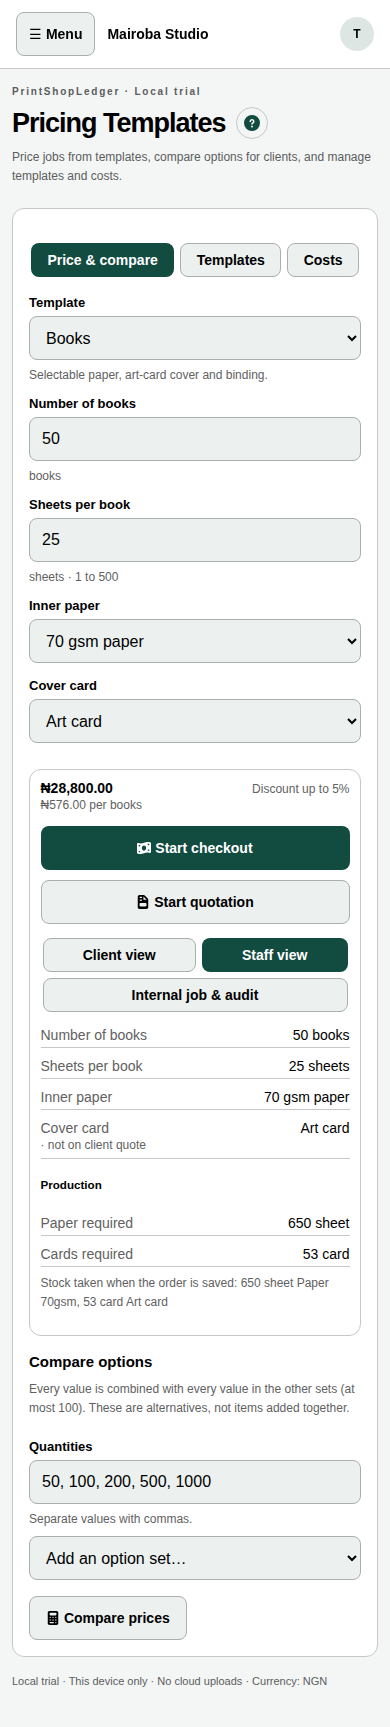 ☰ Menu
Mairoba Studio
T
PrintShopLedger · Local trial
Pricing Templates
?
Price jobs from templates, compare options for clients, and manage
templates and costs.
Price & compare
Templates
Costs
Template
Books
Selectable paper, art-card cover and binding.
Number of books
50
books
Sheets per book
25
sheets · 1 to 500
Inner paper
70 gsm paper
Cover card
Art card
₦28,800.00
Discount up to 5%
₦576.00 per books
Start checkout
Start quotation
Client view
Staff view
Internal job & audit
Number of books 50 books
Sheets per book 25 sheets
Inner paper 70 gsm paper
Cover card Art card
· not on client quote
Production
Paper required 650 sheet
Cards required 53 card
Stock taken when the order is saved: 650 sheet Paper
70gsm, 53 card Art card
Compare options
Every value is combined with every value in the other sets (at
most 100). These are alternatives, not items added together.
Quantities
50, 100, 200, 500, 1000
Separate values with commas.
Add an option set…
Compare prices
Local trial · This device only · No cloud uploads · Currency: NGN